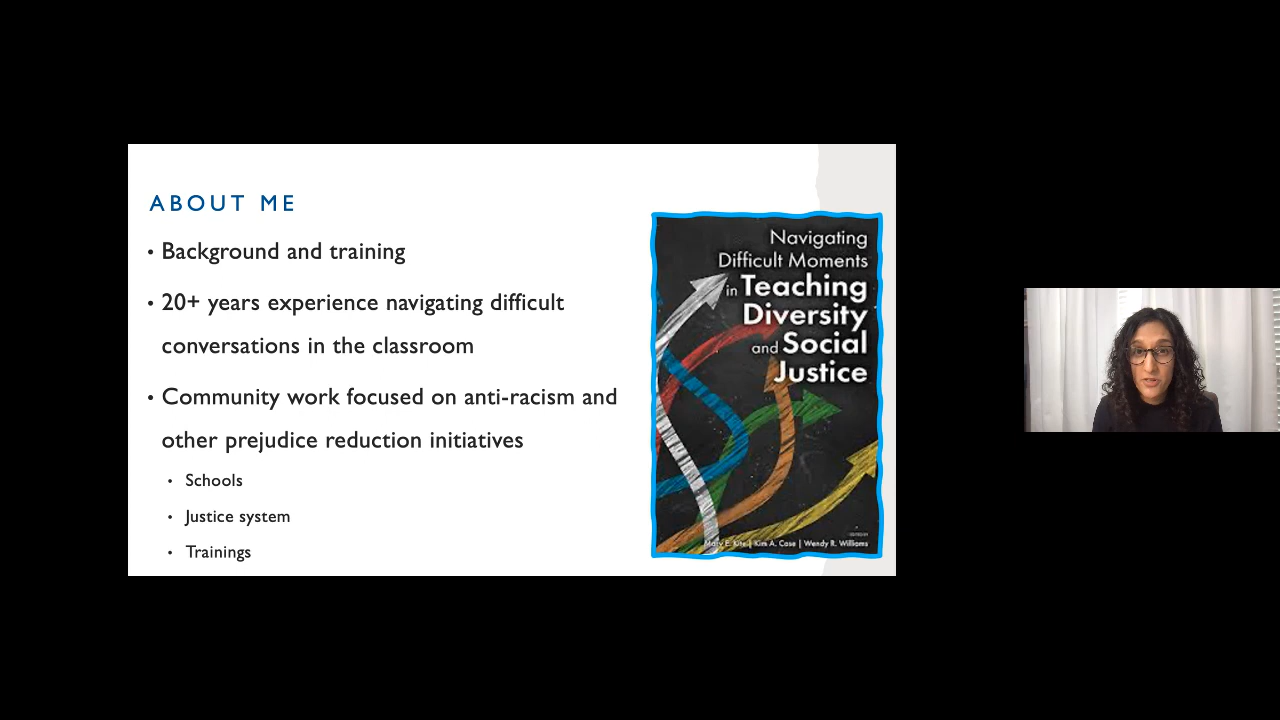 ABOUT ME
• Background and training
• 20+ years experience navigating difficult
conversations in the classroom
• Community work focused on anti-racism and
other prejudice reduction initiatives
• Schools
• Justice system
• Trainings
Navigating
Difficult Moments
in Teaching
Diversity
and Social
Justice
Mary E. Kite | Kim A. Case | Wendy R. Williams